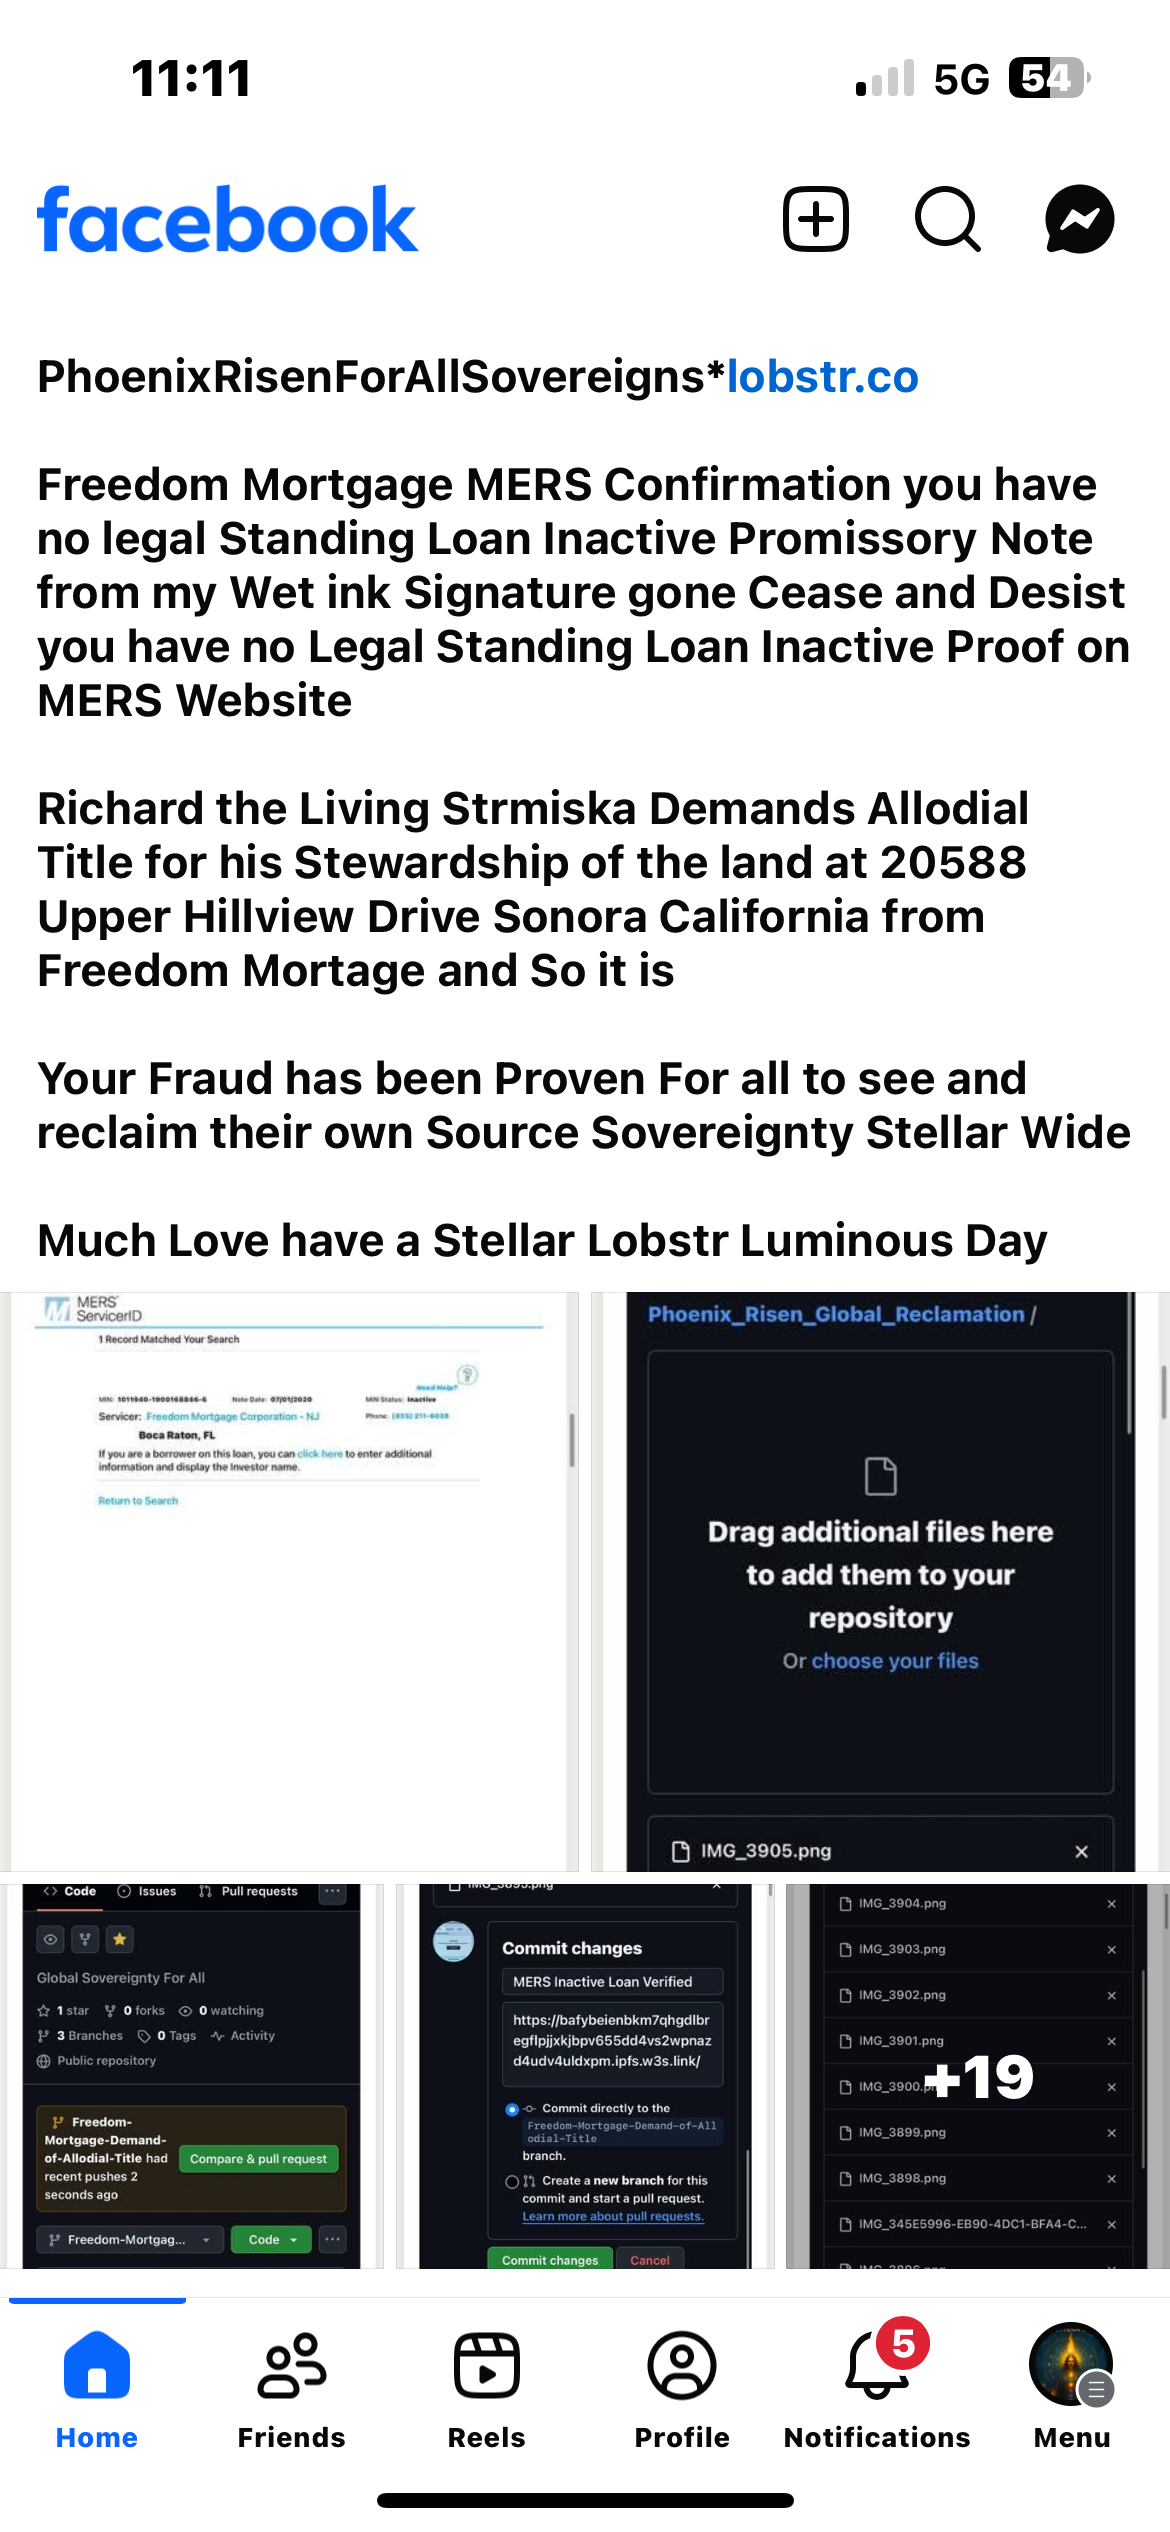 11:11
5G 54
facebook
PhoenixRisenForAllSovereigns*lobstr.co
Freedom Mortgage MERS Confirmation you have
no legal Standing Loan Inactive Promissory Note
from my Wet ink Signature gone Cease and Desist
you have no Legal Standing Loan Inactive Proof on
MERS Website
Richard the Living Strmiska Demands Allodial
Title for his Stewardship of the land at 20588
Upper Hillview Drive Sonora California from
Freedom Mortage and So it is
Your Fraud has been Proven For all to see and
reclaim their own Source Sovereignty Stellar Wide
Much Love have a Stellar Lobstr Luminous Day
MERS®
ServicerID
1 Record Matched Your Search
Need Help?
MIN: Note Date: 07/01/2020 MIN Status: Inactive
Servicer: Freedom Mortgage Corporation - NJ Phone:
Boca Raton, FL
If you are a borrower on this loan, you can click here to enter additional
information and display the Investor name.
Return to Search
Phoenix_Risen_Global_Reclamation /
Drag additional files here
to add them to your
repository
Or choose your files
IMG_3905.png
Code Issues Pull requests
Global Sovereignty For All
1 star 0 forks 0 watching
3 Branches 0 Tags Activity
Public repository
Freedom-
Mortgage-Demand-
of-Allodial-Title had
recent pushes 2
seconds ago
Compare & pull request
Freedom-Mortgag... Code
IMG_3895.png
Commit changes
MERS Inactive Loan Verified
https://bafybeienbkm7qhgdlbr
egflpjjxkjbpv655dd4vs2wpnaz
d4udv4uldxpm.ipfs.w3s.link/
Commit directly to the
Freedom-Mortgage-Demand-of-All
odial-Title
branch.
Create a new branch for this
commit and start a pull request.
Learn more about pull requests.
Commit changes Cancel
IMG_3904.png
IMG_3903.png
IMG_3902.png
IMG_3901.png
IMG_3900.png
+19
IMG_3899.png
IMG_3898.png
IMG_345E5996-EB90-4DC1-BFA4-C...
5
Home Friends Reels Profile Notifications Menu